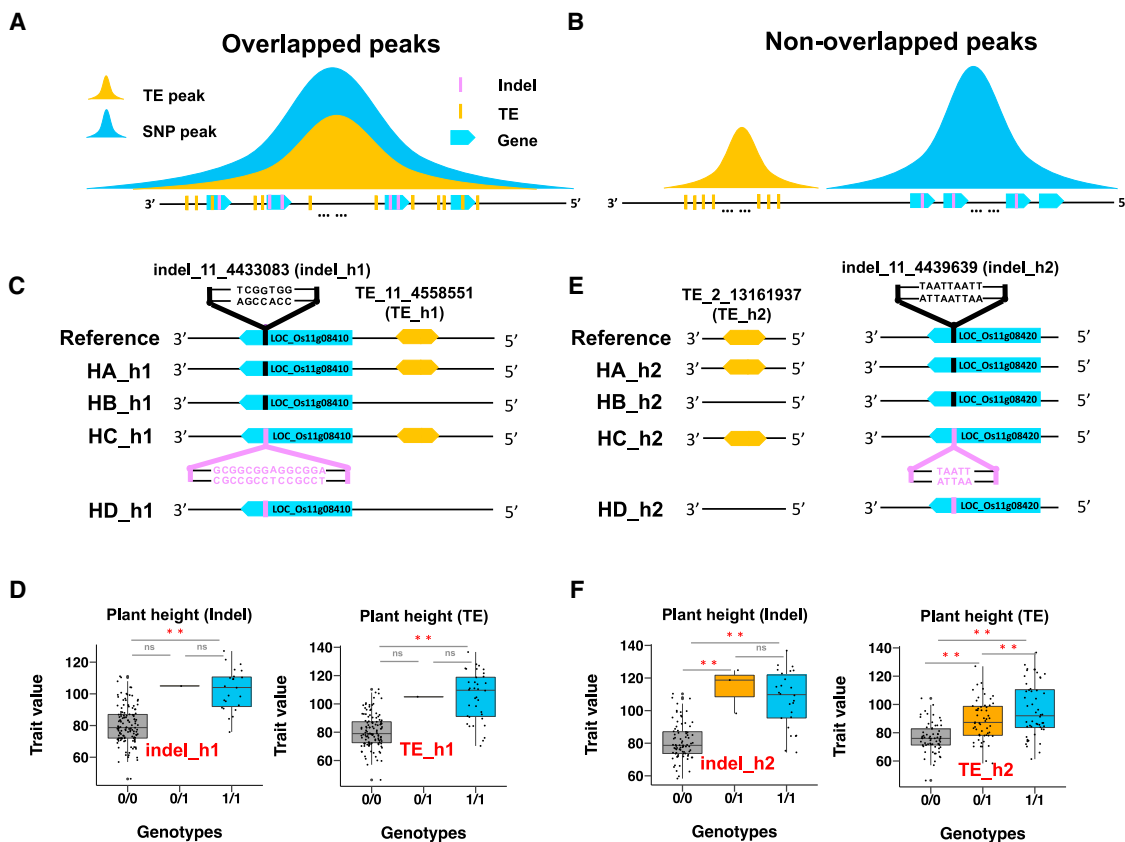 A
Overlapped peaks
TE peak
SNP peak
Indel
TE
Gene
3’
... ...
5’
B
Non-overlapped peaks
3’
... ...
... ...
5
C
indel_11_4433083 (indel_h1)
TCGGTGG
AGCCACC
TE_11_4558551
(TE_h1)
Reference 3’ LOC_Os11g08410 5’
HA_h1 3’ LOC_Os11g08410 5’
HB_h1 3’ LOC_Os11g08410 5’
HC_h1 3’ LOC_Os11g08410 5’
GCGGCGGAGGCGGA
CGCCGCCTCCGCCT
HD_h1 3’ LOC_Os11g08410 5’
E
indel_11_4439639 (indel_h2)
TAATTAATT
ATTAATTAA
TE_2_13161937
(TE_h2)
Reference 3’ 5’ 3’ LOC_Os11g08420 5’
HA_h2 3’ 5’ 3’ LOC_Os11g08420 5’
HB_h2 3’ 5’ 3’ LOC_Os11g08420 5’
HC_h2 3’ 5’ 3’ LOC_Os11g08420 5’
TAATT
ATTAA
HD_h2 3’ 5’ 3’ LOC_Os11g08420 5’
D
Plant height (Indel)
Trait value
120
100
80
60
* *
ns
ns
indel_h1
0/0 0/1 1/1
Genotypes
Plant height (TE)
Trait value
140
120
100
80
60
* *
ns
ns
TE_h1
0/0 0/1 1/1
Genotypes
F
Plant height (Indel)
Trait value
140
120
100
80
60
* *
* *
ns
indel_h2
0/0 0/1 1/1
Genotypes
Plant height (TE)
Trait value
140
120
100
80
60
* *
* *
* *
TE_h2
0/0 0/1 1/1
Genotypes